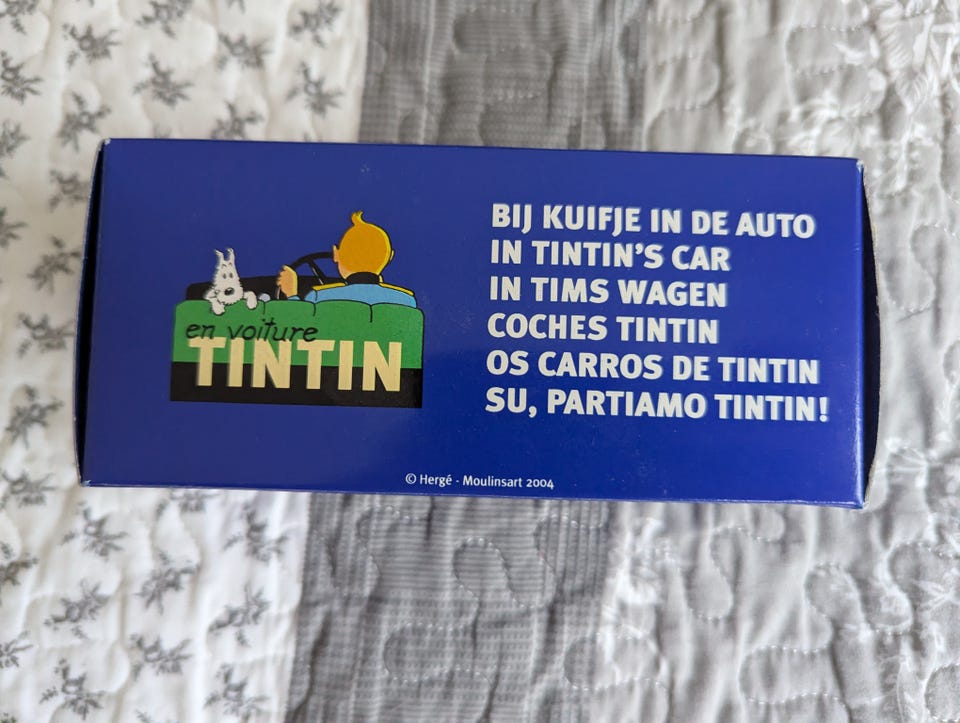 en voiture
TINTIN
BIJ KUIFJE IN DE AUTO
IN TINTIN'S CAR
IN TIMS WAGEN
COCHES TINTIN
OS CARROS DE TINTIN
SU, PARTIAMO TINTIN!
© Hergé - Moulinsart 2004